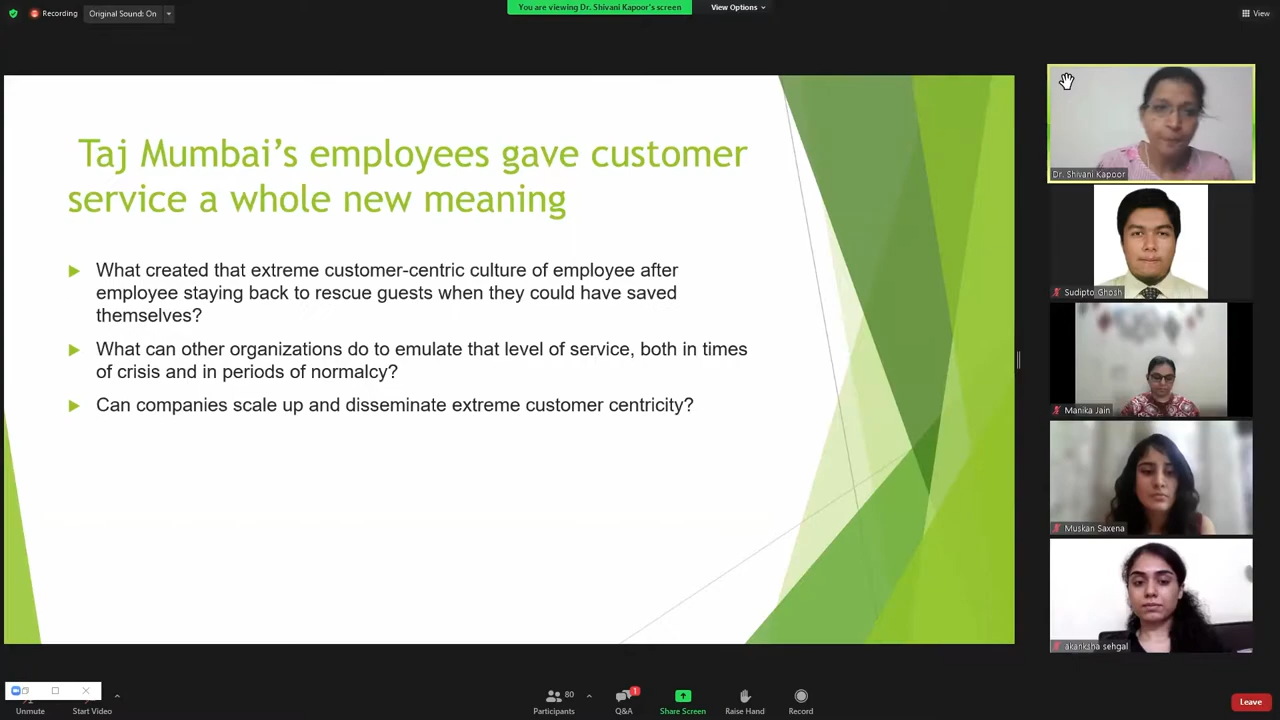 Recording
Original Sound: On
You are viewing Dr. Shivani Kapoor's screen
View Options
View
Taj Mumbai’s employees gave customer
service a whole new meaning
What created that extreme customer-centric culture of employee after
employee staying back to rescue guests when they could have saved
themselves?
What can other organizations do to emulate that level of service, both in times
of crisis and in periods of normalcy?
Can companies scale up and disseminate extreme customer centricity?
Dr. Shivani Kapoor
Sudipto Ghosh
Manika Jain
Muskan Saxena
akanksha sehgal
Unmute
Start Video
Participants
80
Q&A
1
Share Screen
Raise Hand
Record
Leave